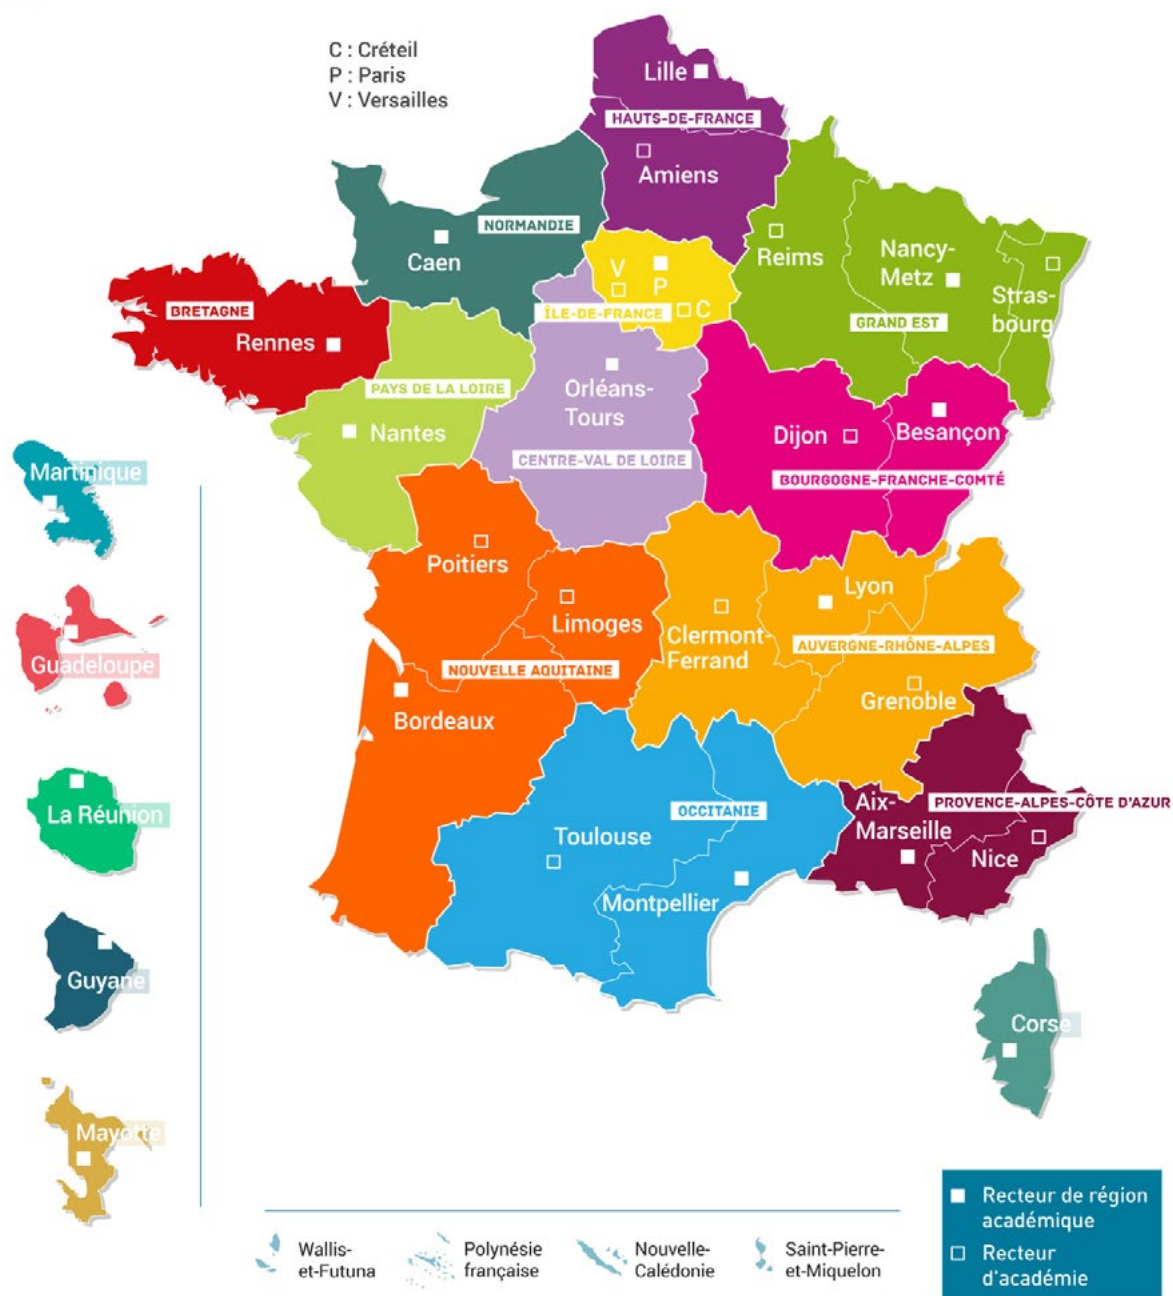 C : Créteil
P : Paris
V : Versailles
Lille
HAUTS-DE-FRANCE
Amiens
NORMANDIE
Caen
Reims
Nancy-
Metz
Stras-
bourg
GRAND EST
V
P
C
ÎLE-DE-FRANCE
BRETAGNE
Rennes
PAYS DE LA LOIRE
Nantes
Orléans-
Tours
CENTRE-VAL DE LOIRE
Dijon
Besançon
BOURGOGNE-FRANCHE-COMTÉ
Poitiers
Limoges
NOUVELLE AQUITAINE
Bordeaux
Clermont-
Ferrand
Lyon
AUVERGNE-RHÔNE-ALPES
Grenoble
OCCITANIE
Toulouse
Montpellier
Aix-
Marseille
PROVENCE-ALPES-CÔTE D'AZUR
Nice
Corse
Martinique
Guadeloupe
La Réunion
Guyane
Mayotte
Wallis-
et-Futuna
Polynésie
française
Nouvelle-
Calédonie
Saint-Pierre-
et-Miquelon
Recteur de région
académique
Recteur
d'académie